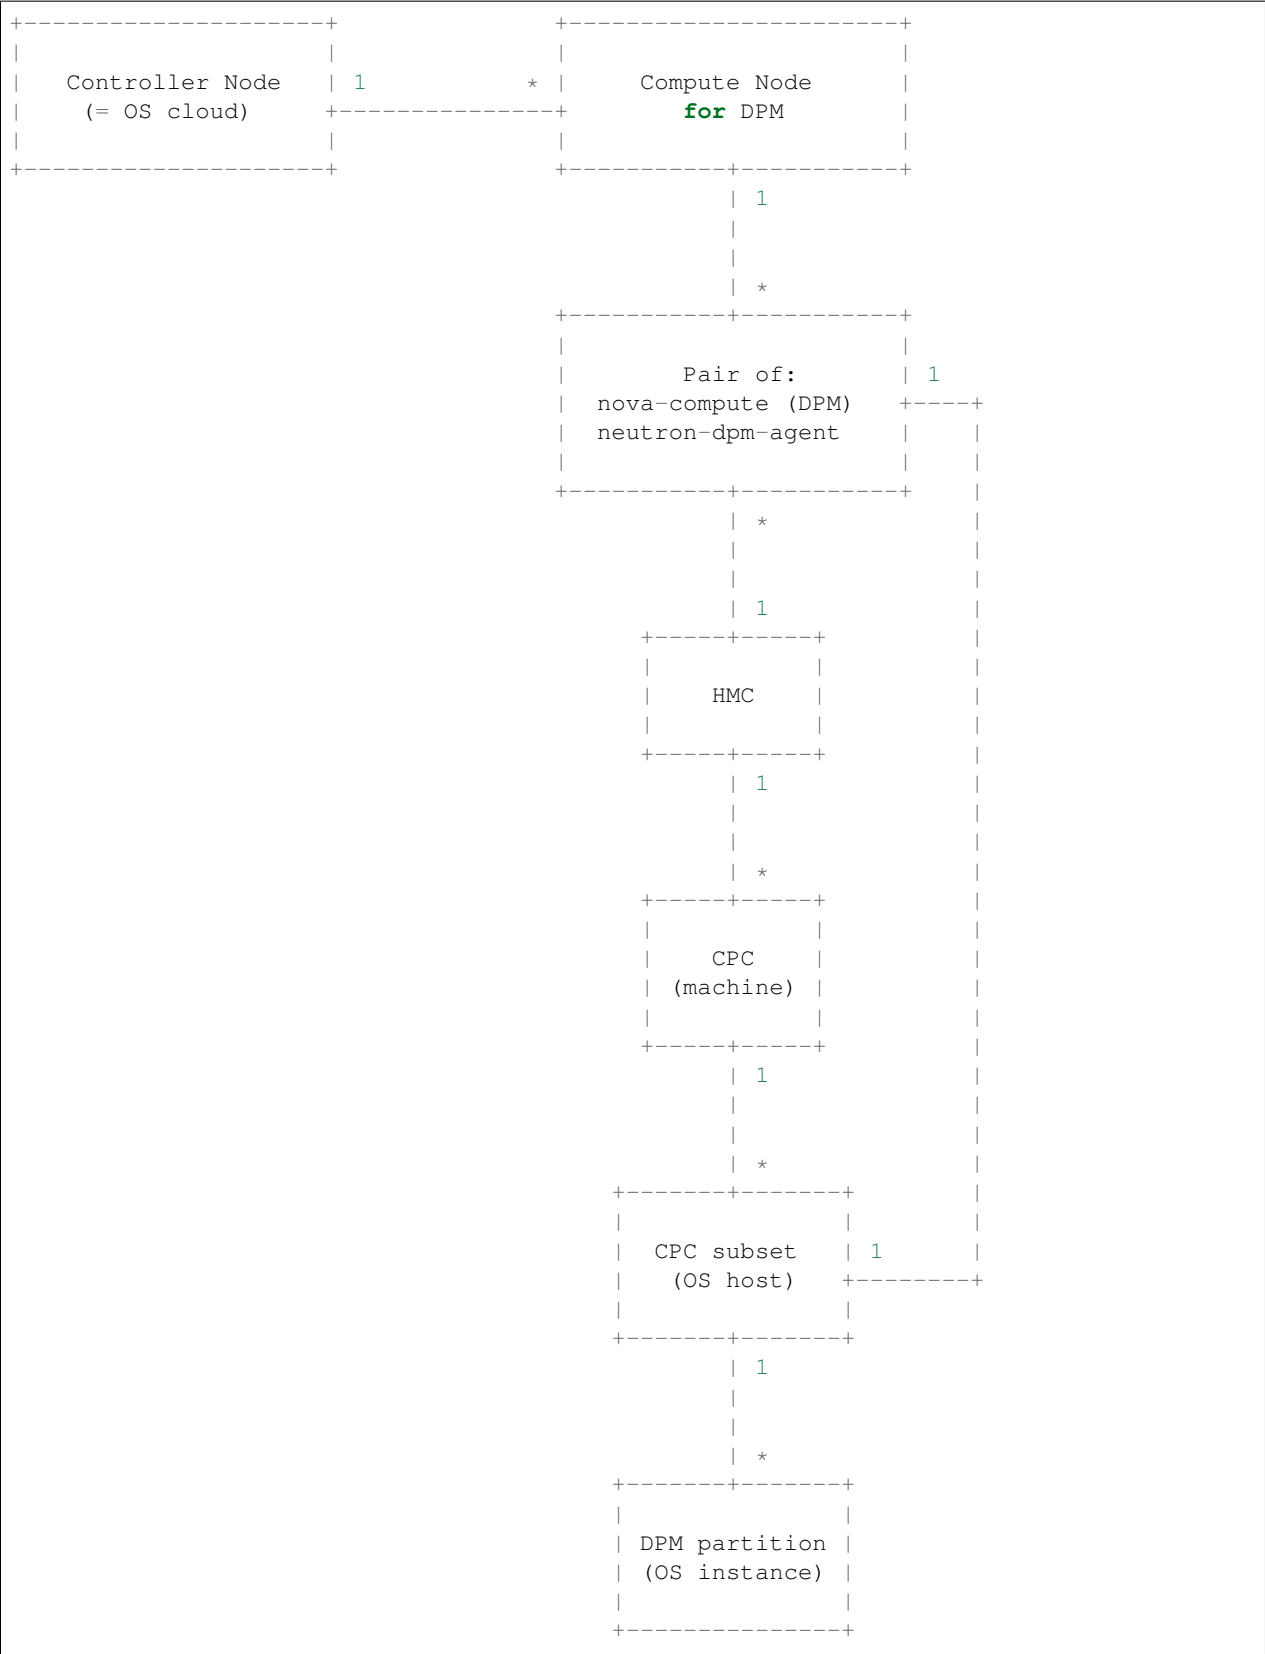 +---------------------+               +-----------------------+
|                     |               |                       |
|   Controller Node   | 1           * |     Compute Node      |
|    (= OS cloud)     +---------------+        for DPM        |
|                     |               |                       |
+---------------------+               +-----------+-----------+
                                                  | 1
                                                  |
                                                  |
                                                  | *
                                      +-----------+-----------+
                                      |                       |
                                      |        Pair of:       | 1
                                      |  nova-compute (DPM)   +----+
                                      |  neutron-dpm-agent    |    |
                                      |                       |    |
                                      +-----------+-----------+    |
                                                  | *              |
                                                  |                |
                                                  |                |
                                                  | 1              |
                                            +-----+-----+          |
                                            |           |          |
                                            |    HMC    |          |
                                            |           |          |
                                            +-----+-----+          |
                                                  | 1              |
                                                  |                |
                                                  |                |
                                                  | *              |
                                            +-----+-----+          |
                                            |           |          |
                                            |    CPC    |          |
                                            | (machine) |          |
                                            |           |          |
                                            +-----+-----+          |
                                                  | 1              |
                                                  |                |
                                                  |                |
                                                  | *              |
                                          +-------+-------+        |
                                          |               |        |
                                          |  CPC subset   | 1      |
                                          |   (OS host)   +--------+
                                          |               |
                                          +-------+-------+
                                                  | 1
                                                  |
                                                  |
                                                  | *
                                          +-------+-------+
                                          |               |
                                          | DPM partition |
                                          | (OS instance) |
                                          |               |
                                          +---------------+